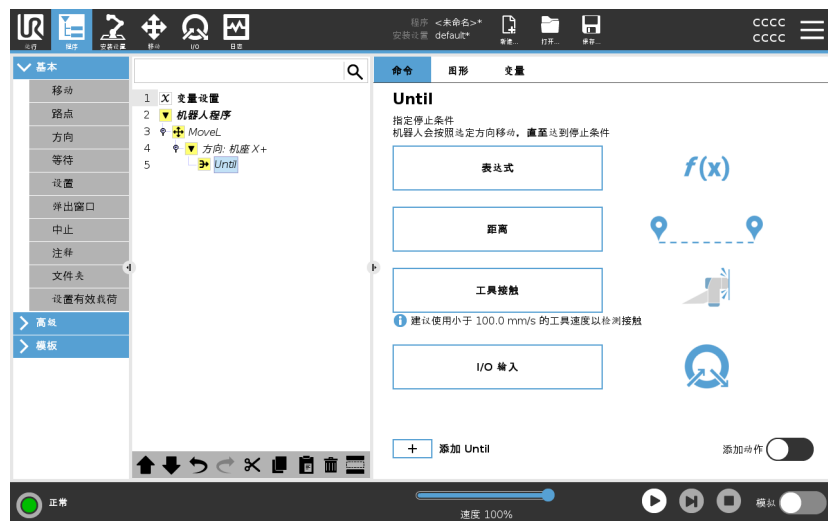 程序 <未命名>*
安装设置 default*
运行 程序 安装设置 移动 I/O 日志 新建... 打开... 保存...
cccc
cccc
基本
移动
路点
方向
等待
设置
弹出窗口
中止
注释
文件夹
设置有效载荷
高级
模板
1 X 变量设置
2 机器人程序
3 MoveL
4 方向: 机座 X+
5 Until
命令 图形 变量
Until
指定停止条件
机器人会按照选定方向移动，直至达到停止条件
表达式
f(x)
距离
工具接触
建议使用小于 100.0 mm/s 的工具速度以检测接触
I/O 输入
+ 添加 Until
添加动作
正常
速度 100%
模拟